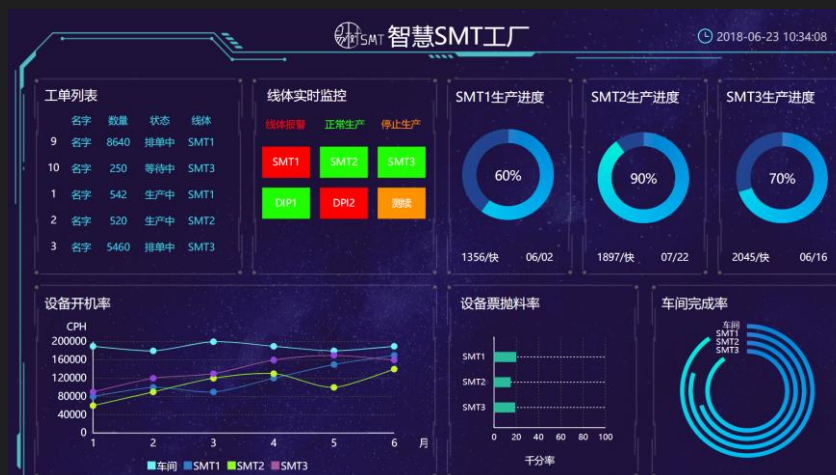 SMT 智慧SMT工厂
2018-06-23 10:34:08
工单列表
名字 数量 状态 线体
9 名字 8640 排单中 SMT1
10 名字 250 等待中 SMT3
1 名字 542 生产中 SMT1
2 名字 520 生产中 SMT2
3 名字 5460 排单中 SMT3
线体实时监控
线体报警 正常生产 停止生产
SMT1 SMT2 SMT3
DIP1 DPI2 测续
SMT1生产进度
60%
1356/快 06/02
SMT2生产进度
90%
1897/快 07/22
SMT3生产进度
70%
2045/快 06/16
设备开机率
CPH
200000
160000
120000
80000
40000
0
1 2 3 4 5 6 月
车间 SMT1 SMT2 SMT3
设备票抛料率
SMT1
SMT2
SMT3
0 20 40 60 80 100
千分率
车间完成率
车间
SMT1
SMT2
SMT3